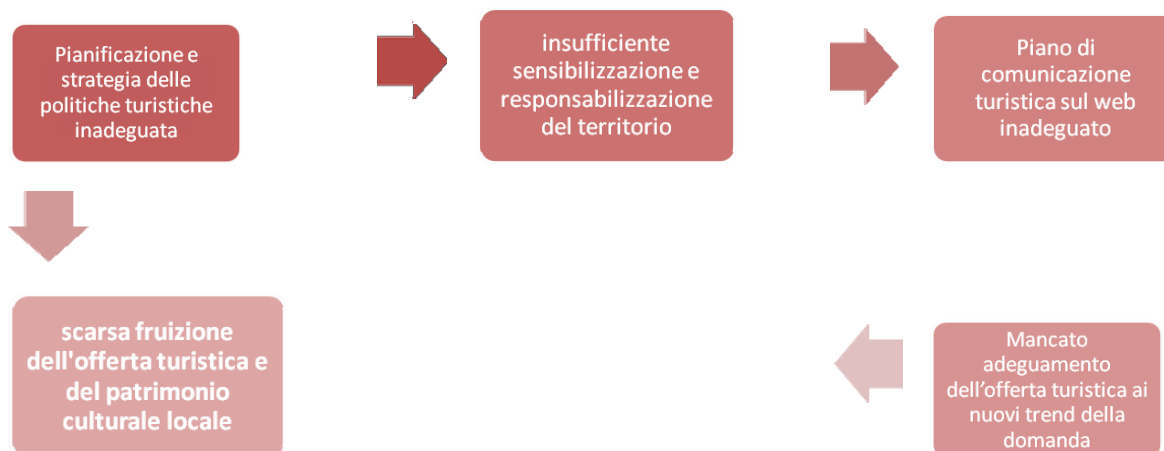 Pianificazione e
strategia delle
politiche turistiche
inadeguata
insufficiente
sensibilizzazione e
responsabilizzazione
del territorio
Piano di
comunicazione
turistica sul web
inadeguato
scarsa fruizione
dell'offerta turistica e
del patrimonio
culturale locale
Mancato
adeguamento
dell’offerta turistica ai
nuovi trend della
domanda